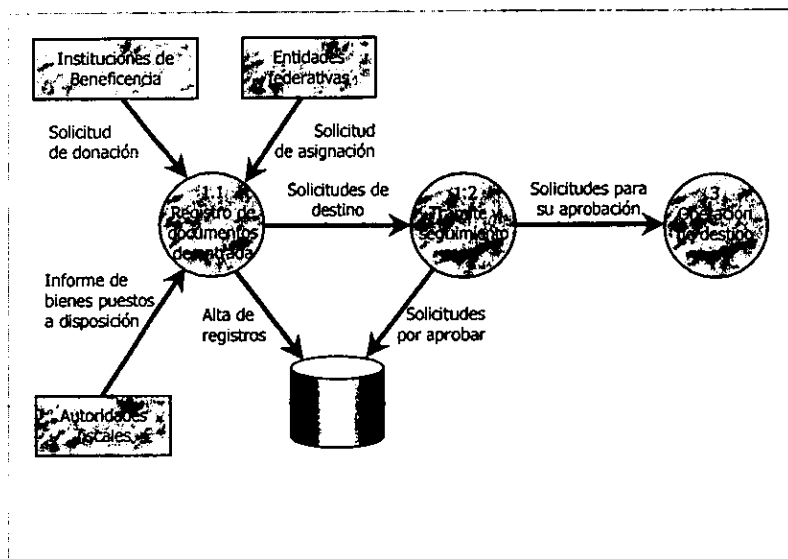 Instituciones de
Beneficencia
Entidades
federativas
Solicitud
de donación
Solicitud
de asignación
1.1
Registro de
documentos
de entrada
Solicitudes de
destino
1.2
Trámite y
seguimiento
Solicitudes para
su aprobación
3
Operación
destino
Informe de
bienes puestos
a disposición
Alta de
registros
Solicitudes
por aprobar
Autoridades
fiscales